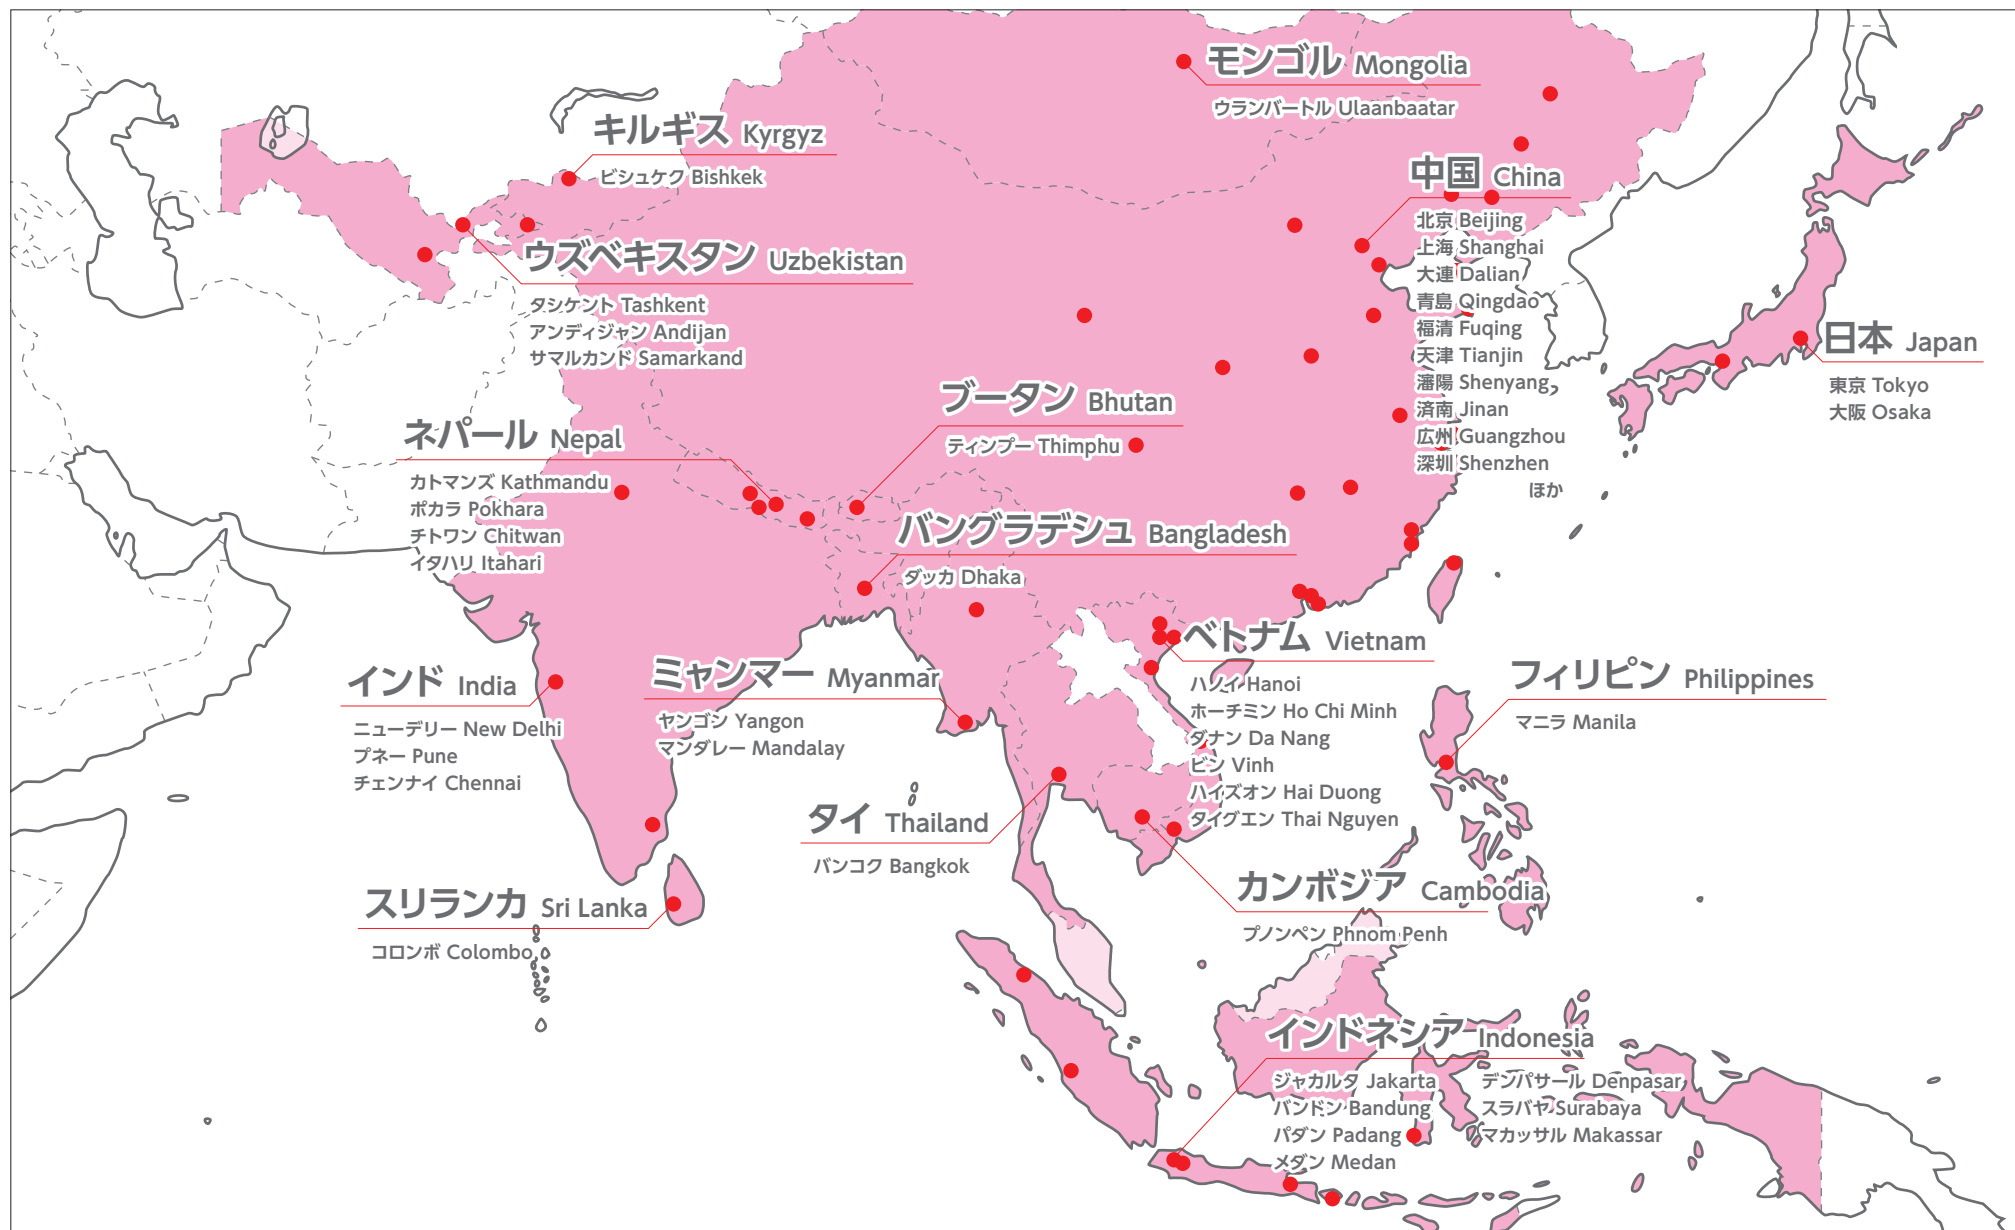 モンゴル Mongolia
ウランバートル Ulaanbaatar
キルギス Kyrgyz
ビシュケク Bishkek
中国 China
北京 Beijing
上海 Shanghai
大連 Dalian
青島 Qingdao
福清 Fuqing
天津 Tianjin
瀋陽 Shenyang
済南 Jinan
広州 Guangzhou
深圳 Shenzhen
ほか
ウズベキスタン Uzbekistan
タシケント Tashkent
アンディジャン Andijan
サマルカンド Samarkand
日本 Japan
東京 Tokyo
大阪 Osaka
ブータン Bhutan
ティンプー Thimphu
ネパール Nepal
カトマンズ Kathmandu
ポカラ Pokhara
チトワン Chitwan
イタハリ Itahari
バングラデシュ Bangladesh
ダッカ Dhaka
ベトナム Vietnam
ハノイ Hanoi
ホーチミン Ho Chi Minh
ダナン Da Nang
ビン Vinh
ハイズオン Hai Duong
タイグエン Thai Nguyen
インド India
ニューデリー New Delhi
プネー Pune
チェンナイ Chennai
ミャンマー Myanmar
ヤンゴン Yangon
マンダレー Mandalay
フィリピン Philippines
マニラ Manila
タイ Thailand
バンコク Bangkok
カンボジア Cambodia
プノンペン Phnom Penh
スリランカ Sri Lanka
コロンボ Colombo
インドネシア Indonesia
ジャカルタ Jakarta
バンドン Bandung
パダン Padang
メダン Medan
デンパサール Denpasar
スラバヤ Surabaya
マカッサル Makassar